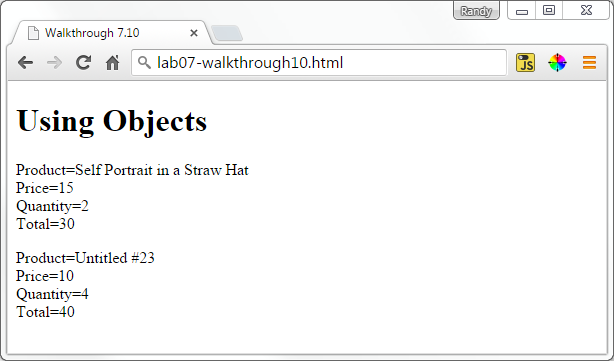 Randy
Walkthrough 7.10
lab07-walkthrough10.html
JS
Using Objects
Product=Self Portrait in a Straw Hat
Price=15
Quantity=2
Total=30
Product=Untitled #23
Price=10
Quantity=4
Total=40